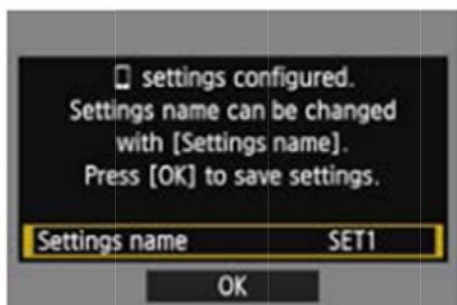 settings configured.
Settings name can be changed
with [Settings name].
Press [OK] to save settings.
Settings name SET1
OK